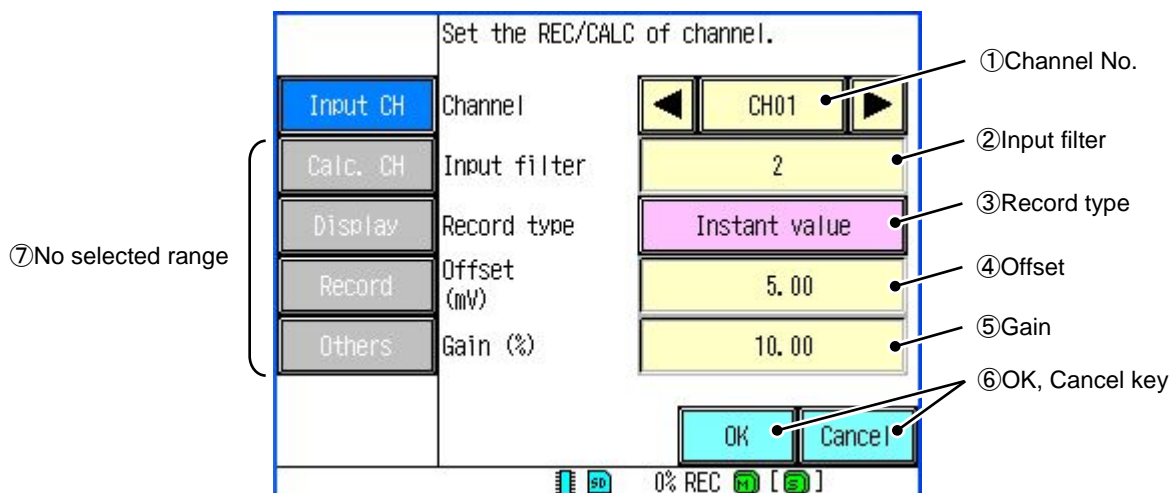 Set the REC/CALC of channel.
①Channel No.
Input CH
Channel
CH01
②Input filter
Calc. CH
Input filter
2
③Record type
Display
Record type
Instant value
⑦No selected range
④Offset
Record
Offset
(mV)
5.00
⑤Gain
Others
Gain (%)
10.00
⑥OK, Cancel key
OK
Cancel
SD
0% REC M [S]